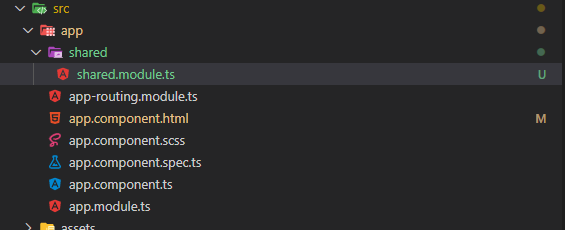 src
app
shared
shared.module.ts U
app-routing.module.ts
app.component.html M
app.component.scss
app.component.spec.ts
app.component.ts
app.module.ts
assets